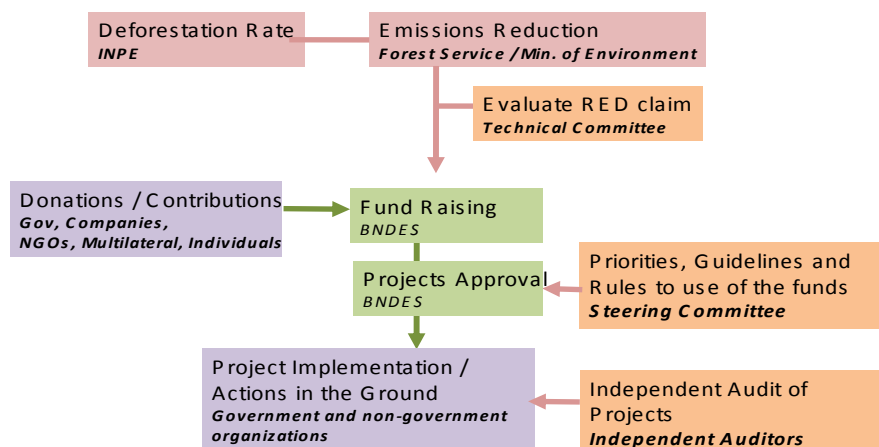 Deforestation Rate
INPE
Emissions Reduction
Forest Service /Min. of Environment
Evaluate RED claim
Technical Committee
Donations / Contributions
Gov, Companies,
NGOs, Multilateral, Individuals
Fund Raising
BNDES
Projects Approval
BNDES
Priorities, Guidelines and
Rules to use of the funds
Steering Committee
Project Implementation /
Actions in the Ground
Government and non-government
organizations
Independent Audit of
Projects
Independent Auditors